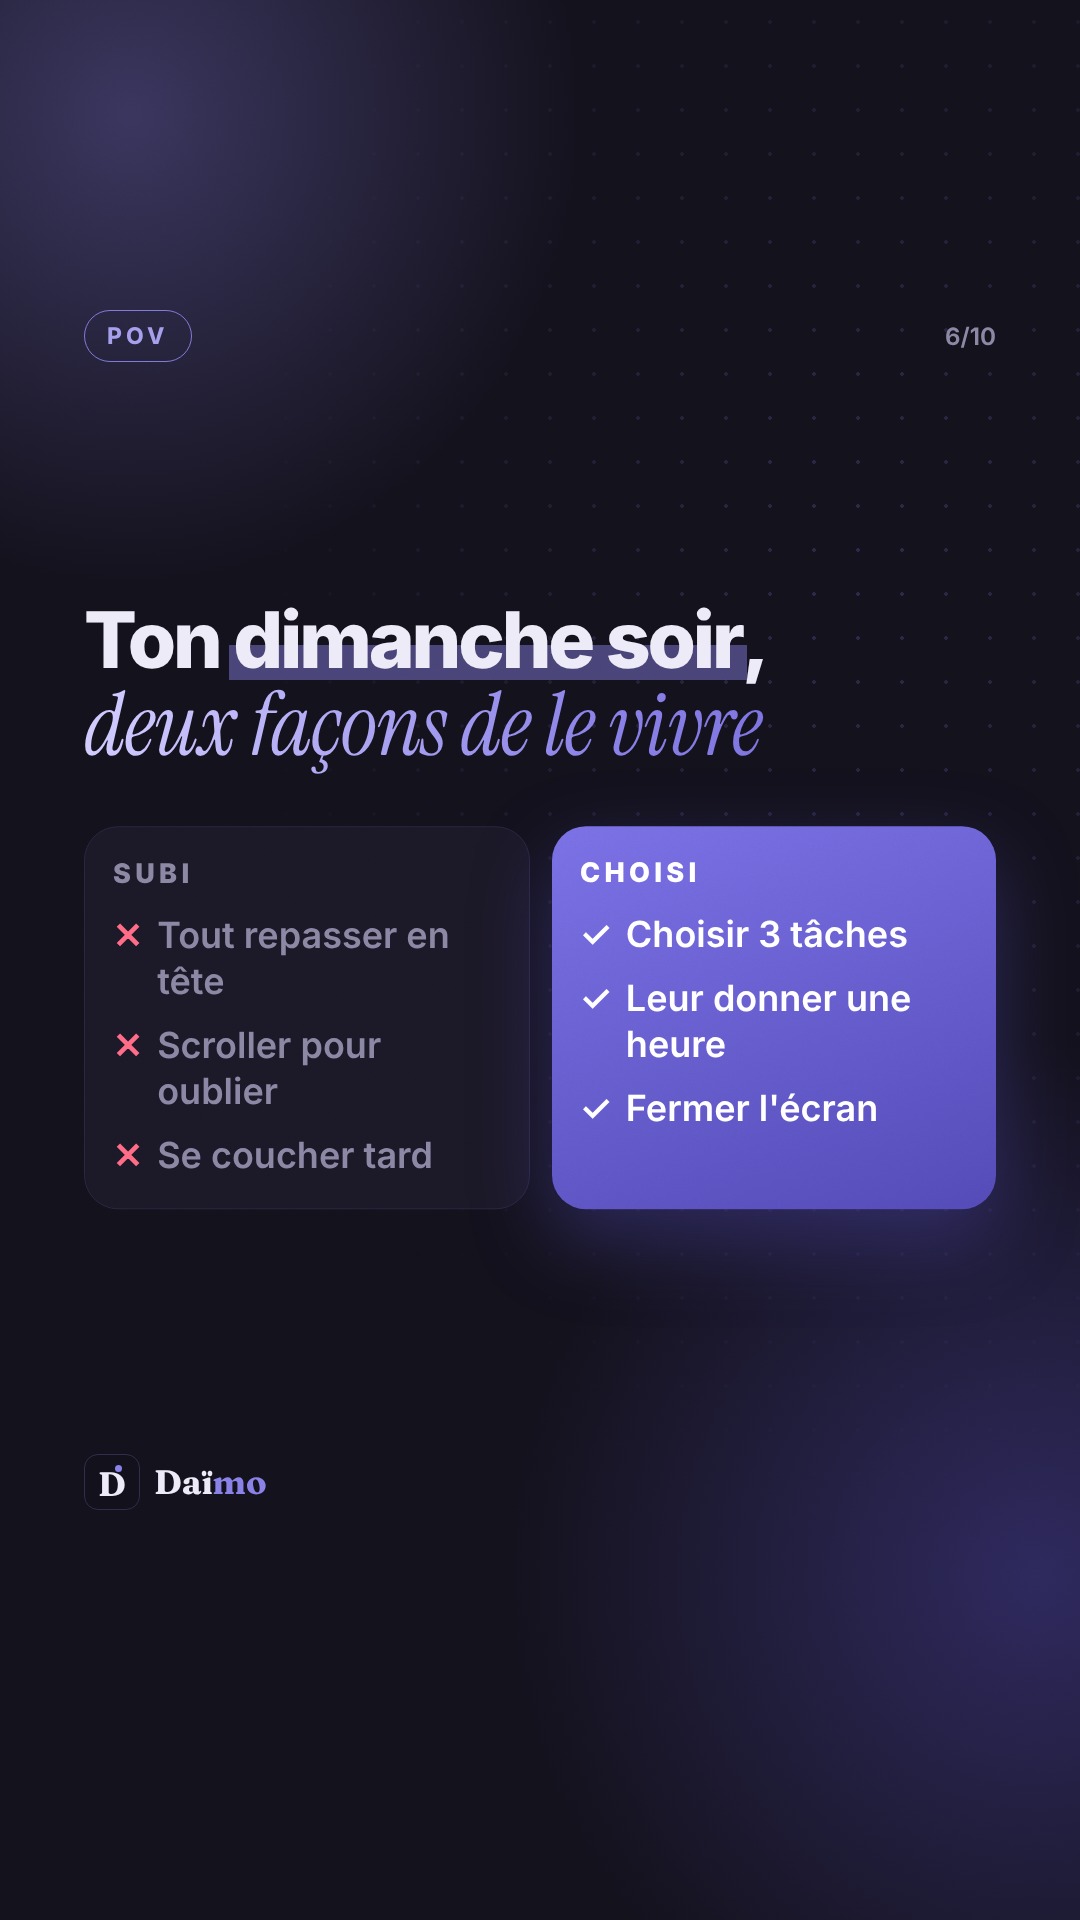 POV
6/10
Ton dimanche soir,
deux façons de le vivre
SUBI
✕ Tout repasser en
tête
✕ Scroller pour
oublier
✕ Se coucher tard
CHOISI
✓ Choisir 3 tâches
✓ Leur donner une
heure
✓ Fermer l'écran
D Daïmo